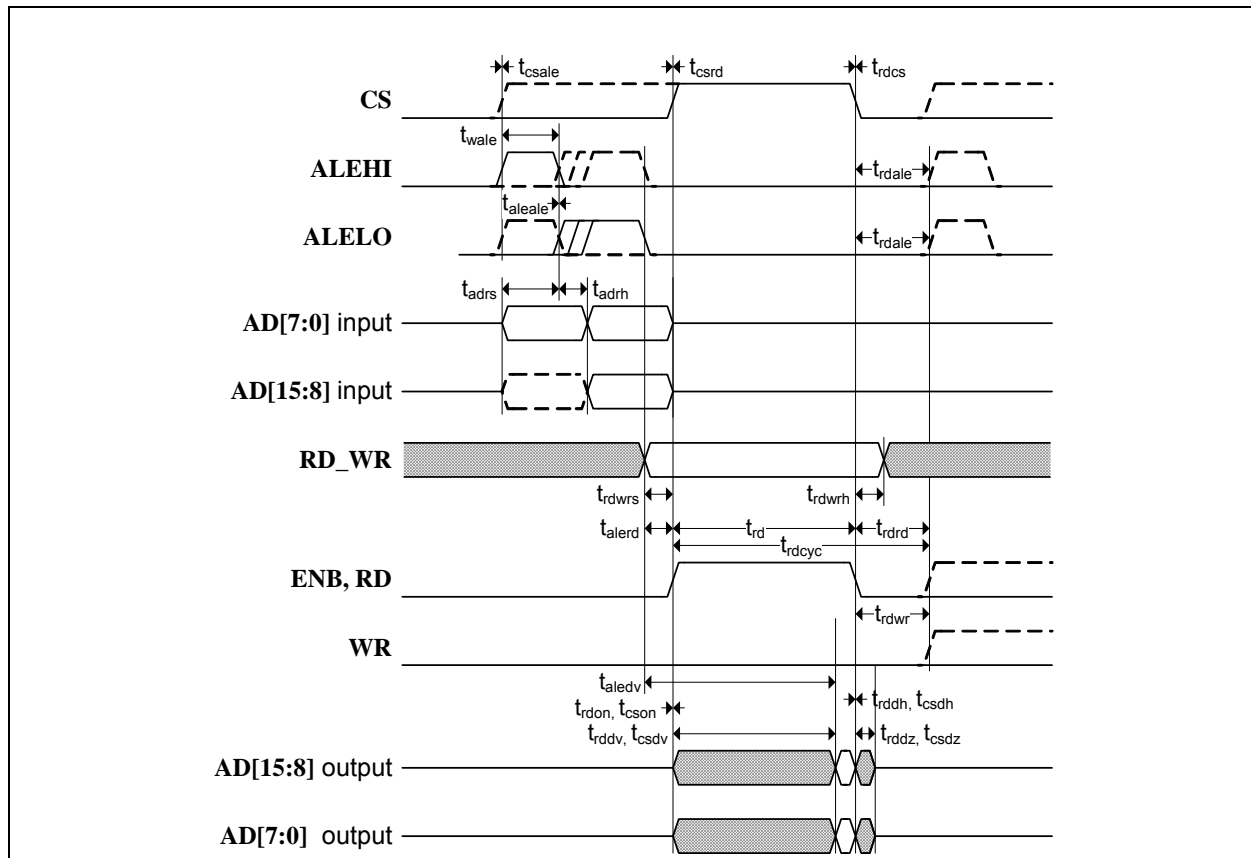 tcsale
tcsrd
trdcs
CS
twale
ALEHI
trdale
taleale
ALELO
trdale
tadrs
tadrh
AD[7:0] input
AD[15:8] input
RD_WR
trdwrs
trdwrh
talerd
trd
trdrd
trdcyc
ENB, RD
trdwr
WR
taledv
trdon, tcson
trddh, tcsdh
trddv, tcsdv
trddz, tcsdz
AD[15:8] output
AD[7:0] output